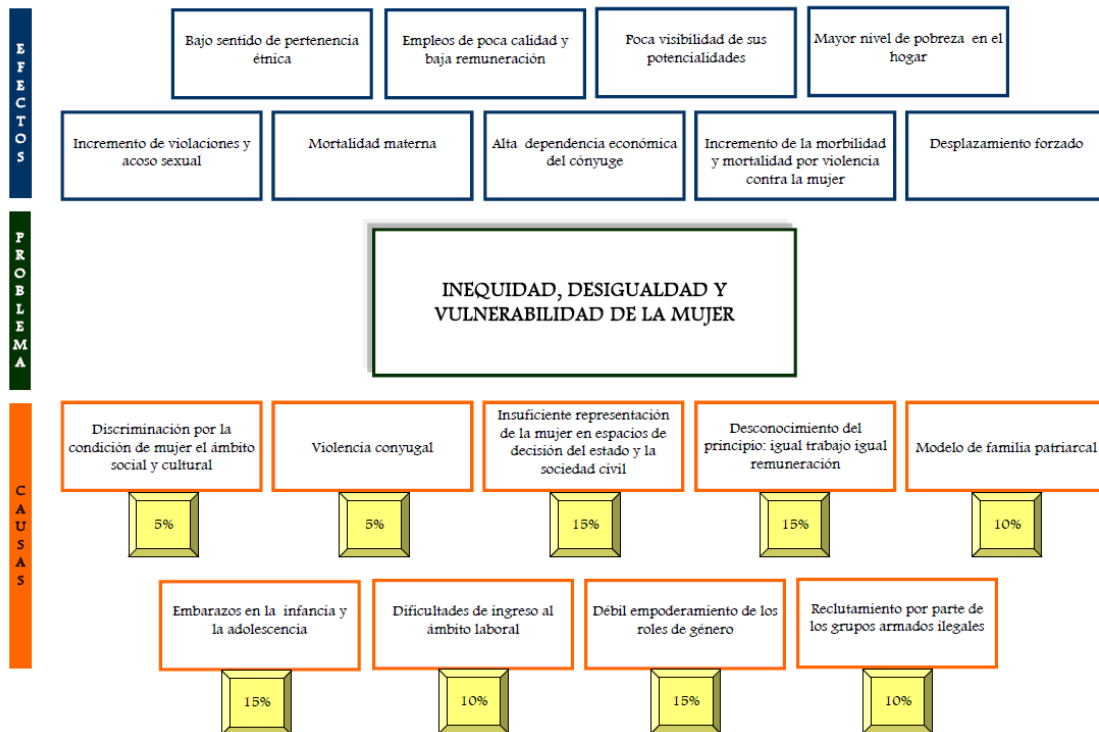 EFECTOS
Bajo sentido de pertenencia
étnica
Empleos de poca calidad y
baja remuneración
Poca visibilidad de sus
potencialidades
Mayor nivel de pobreza en el
hogar
Incremento de violaciones y
acoso sexual
Mortalidad materna
Alta dependencia económica
del cónyuge
Incremento de la morbilidad
y mortalidad por violencia
contra la mujer
Desplazamiento forzado
PROBLEMA
INEQUIDAD, DESIGUALDAD Y
VULNERABILIDAD DE LA MUJER
CAUSAS
Discriminación por la
condición de mujer el ámbito
social y cultural
5%
Violencia conyugal
5%
Insuficiente representación
de la mujer en espacios de
decisión del estado y la
sociedad civil
15%
Desconocimiento del
principio: igual trabajo igual
remuneración
15%
Modelo de familia patriarcal
10%
Embarazos en la infancia y
la adolescencia
15%
Dificultades de ingreso al
ámbito laboral
10%
Débil empoderamiento de los
roles de género
15%
Reclutamiento por parte de
los grupos armados ilegales
10%